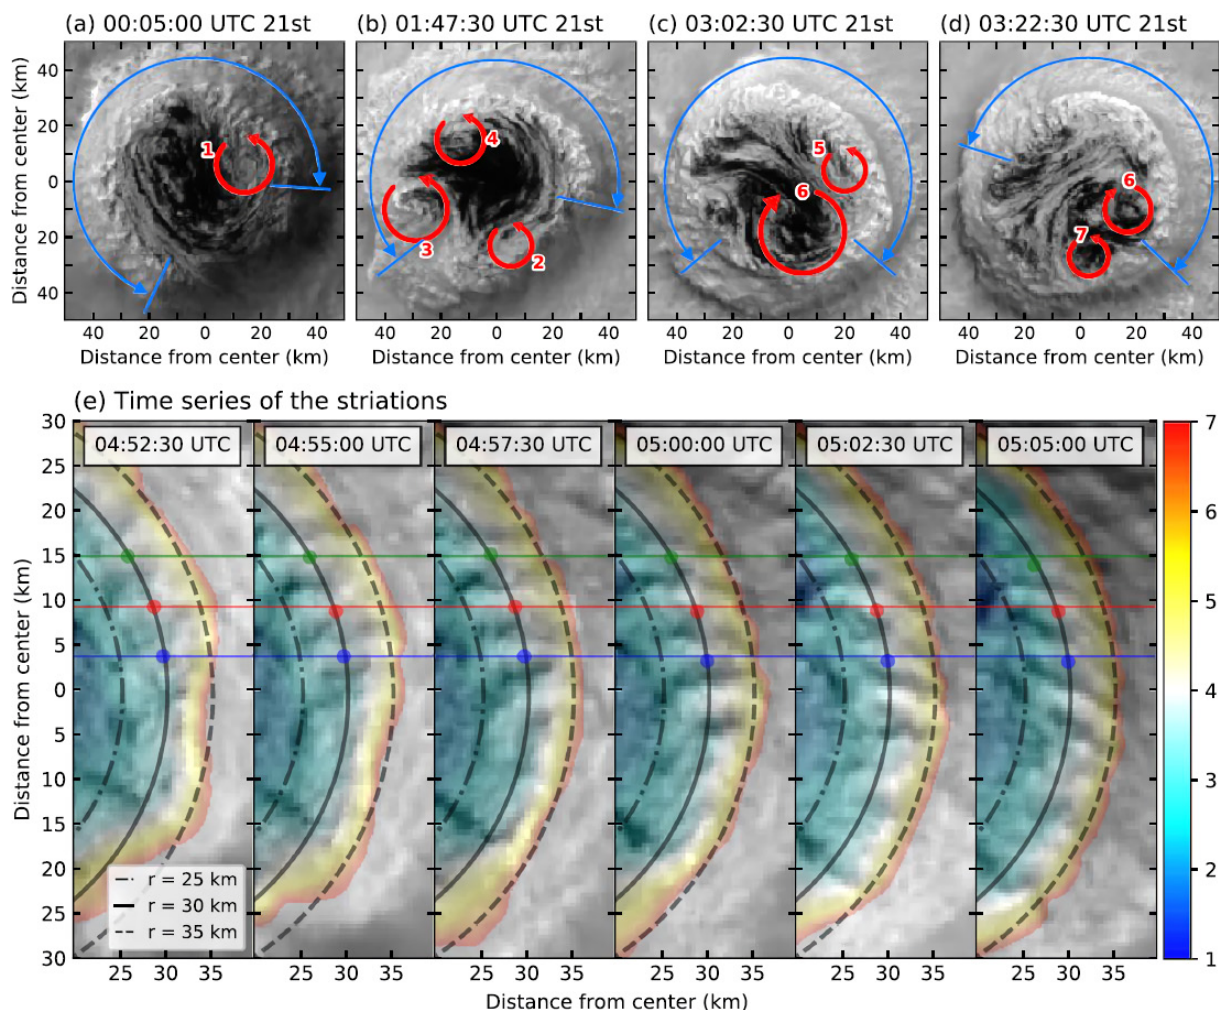 (a) 00:05:00 UTC 21st (b) 01:47:30 UTC 21st (c) 03:02:30 UTC 21st (d) 03:22:30 UTC 21st
Distance from center (km)
40
20
0
20
40
1
4
3
2
5
6
6
7
40 20 0 20 40 40 20 0 20 40 40 20 0 20 40 40 20 0 20 40
Distance from center (km) Distance from center (km) Distance from center (km) Distance from center (km)
(e) Time series of the striations
Distance from center (km)
30
25
20
15
10
5
0
5
10
15
20
25
30
04:52:30 UTC 04:55:00 UTC 04:57:30 UTC 05:00:00 UTC 05:02:30 UTC 05:05:00 UTC
r = 25 km
r = 30 km
r = 35 km
7
6
5
4
3
2
1
25 30 35 25 30 35 25 30 35 25 30 35 25 30 35 25 30 35
Distance from center (km)